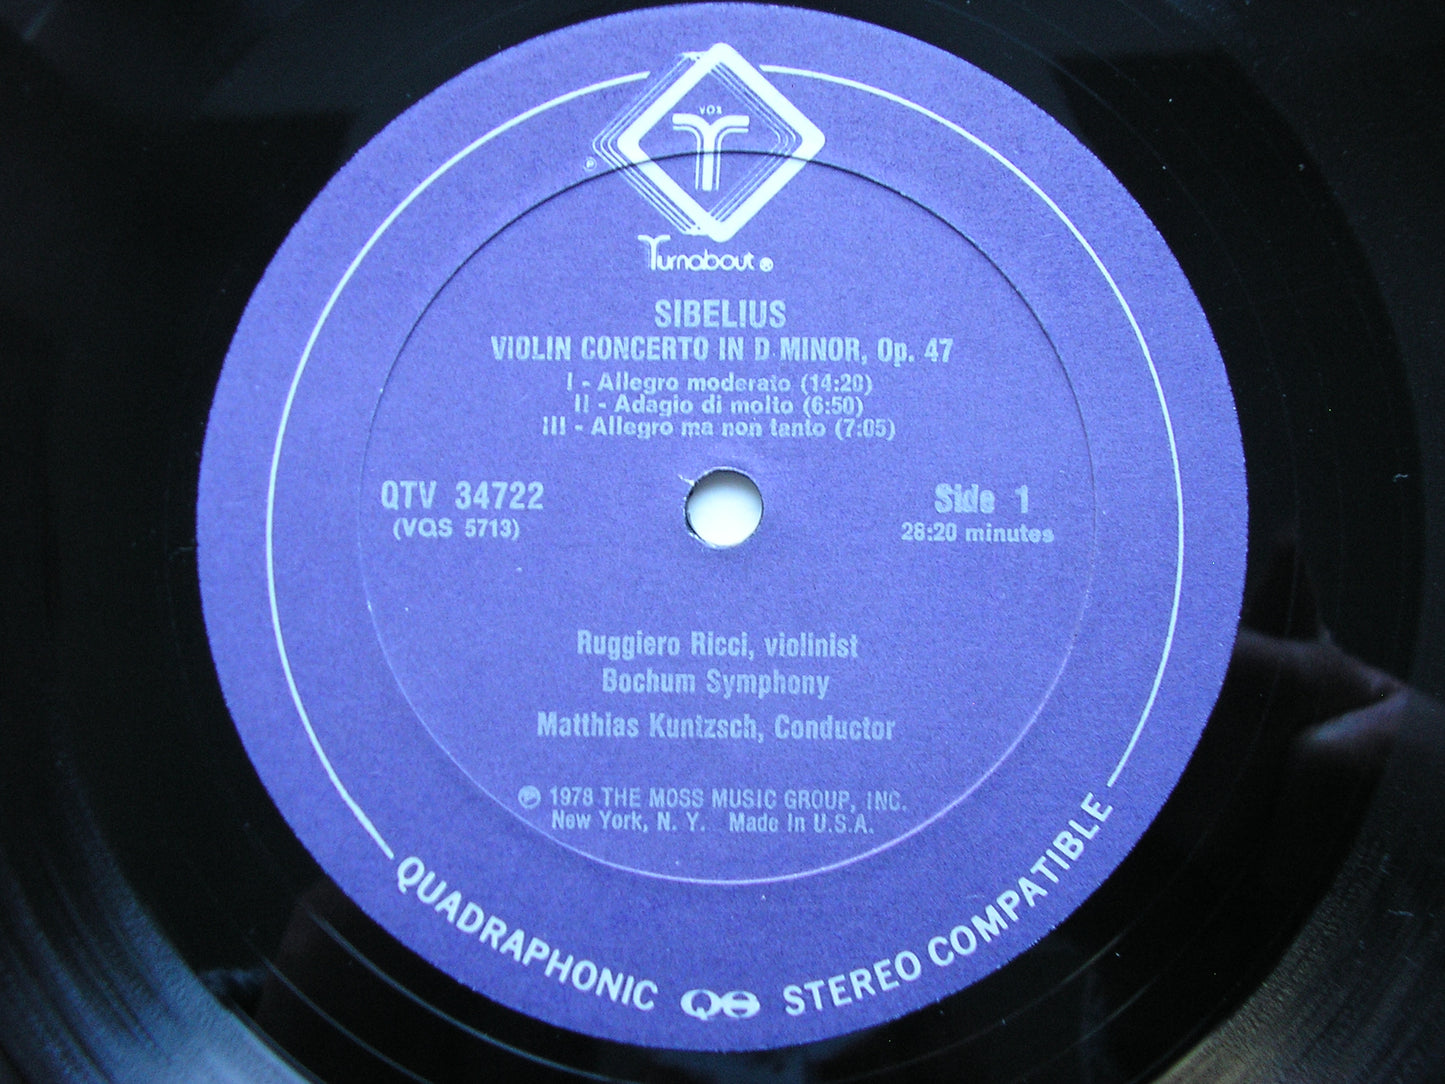 VOX
Turnabout ®
SIBELIUS
VIOLIN CONCERTO IN D MINOR, Op. 47
I - Allegro moderato (14:20)
II - Adagio di molto (6:50)
III - Allegro ma non tanto (7:05)
QTV 34722
(VQS 5713)
Side 1
28:20 minutes
Ruggiero Ricci, violinist
Bochum Symphony
Matthias Kuntzsch, Conductor
℗ 1978 THE MOSS MUSIC GROUP, INC.
New York, N. Y. Made in U.S.A.
QUADRAPHONIC QS STEREO COMPATIBLE